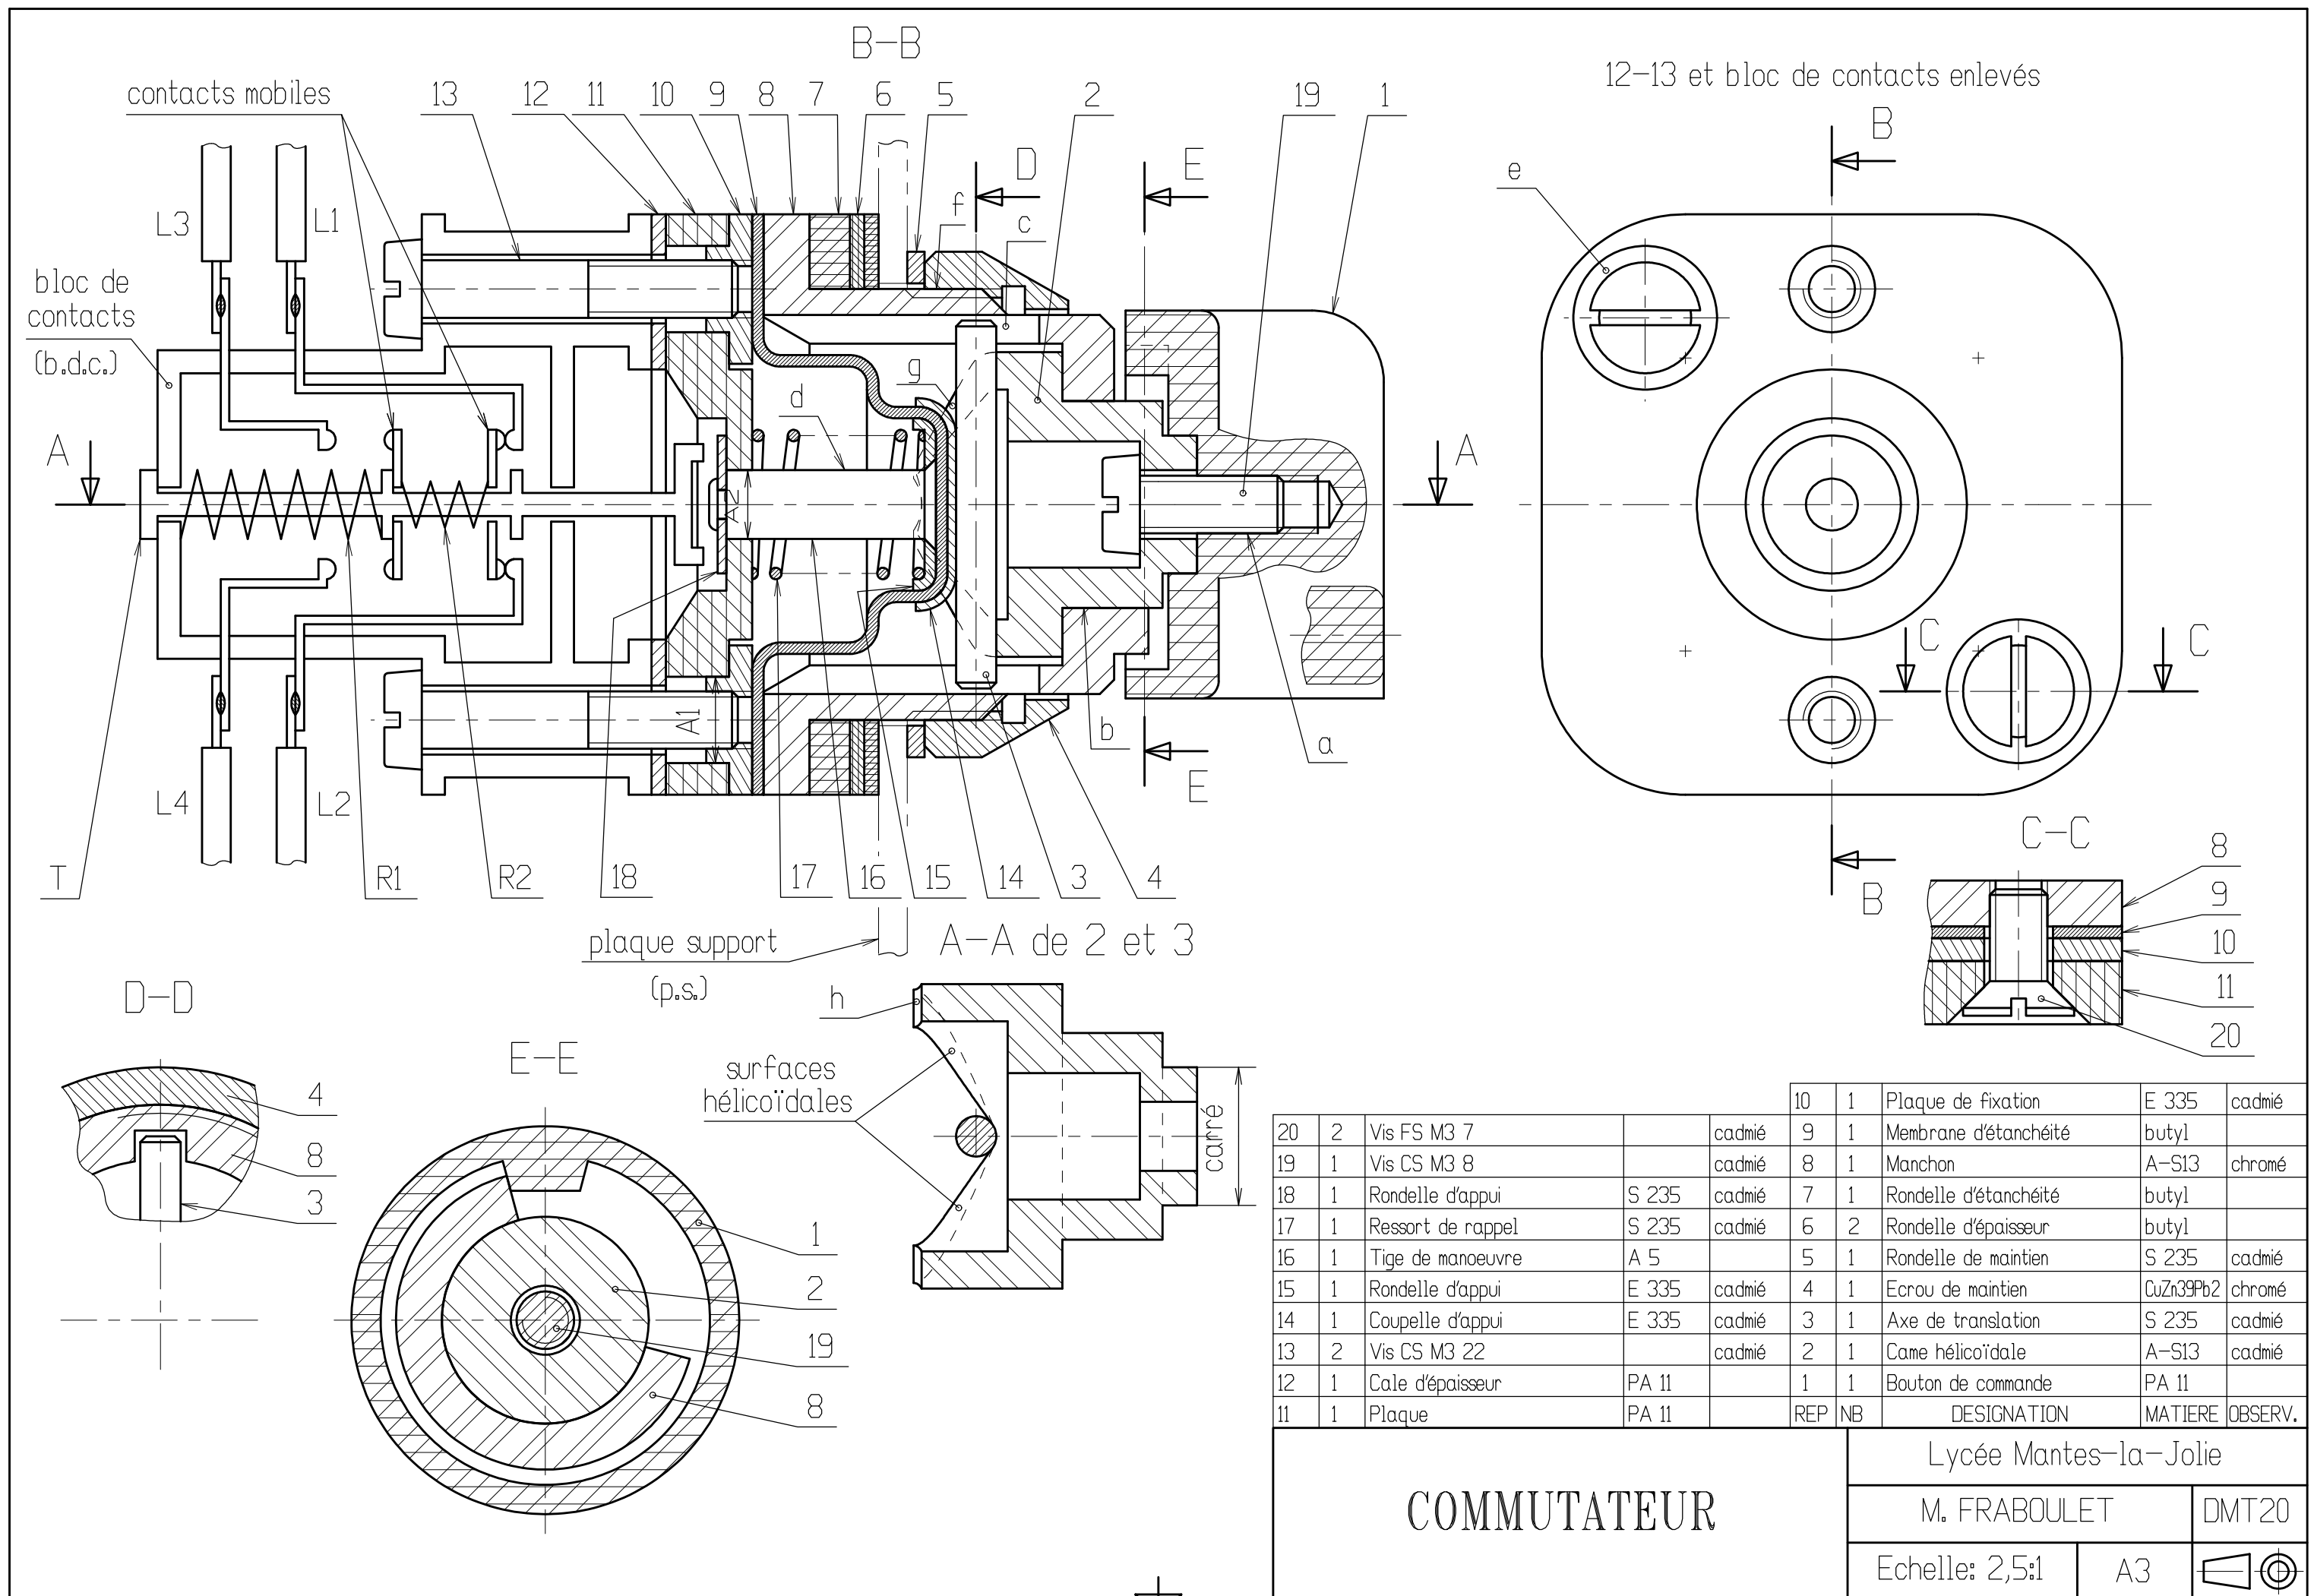 B-B
12-13 et bloc de contacts enlevés
contacts mobiles
13
12
11
10
9
8
7
6
5
2
19
1
B
D
E
e
L3
L1
f
c
bloc de
contacts
(b.d.c.)
g
d
A
A
A2
C
C
A1
b
a
E
L4
L2
C-C
8
T
R1
R2
18
17
16
15
14
3
4
B
9
plaque support
(p.s.)
A-A de 2 et 3
10
D-D
h
11
20
E-E
surfaces
hélicoïdales
carré
4
8
3
1
2
19
8
10 1 Plaque de fixation E 335 cadmié
20 2 Vis FS M3 7 cadmié 9 1 Membrane d'étanchéité butyl
19 1 Vis CS M3 8 cadmié 8 1 Manchon A-S13 chromé
18 1 Rondelle d'appui S 235 cadmié 7 1 Rondelle d'étanchéité butyl
17 1 Ressort de rappel S 235 cadmié 6 2 Rondelle d'épaisseur butyl
16 1 Tige de manoeuvre A 5 5 1 Rondelle de maintien S 235 cadmié
15 1 Rondelle d'appui E 335 cadmié 4 1 Ecrou de maintien CuZn39Pb2 chromé
14 1 Coupelle d'appui E 335 cadmié 3 1 Axe de translation S 235 cadmié
13 2 Vis CS M3 22 cadmié 2 1 Came hélicoïdale A-S13 cadmié
12 1 Cale d'épaisseur PA 11 1 1 Bouton de commande PA 11
11 1 Plaque PA 11 REP NB DESIGNATION MATIERE OBSERV.
COMMUTATEUR
Lycée Mantes-la-Jolie
M. FRABOULET
DMT20
Echelle: 2,5:1
A3